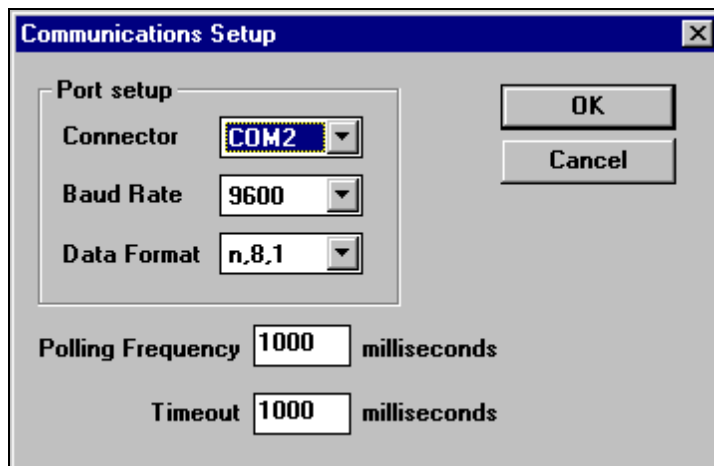 Communications Setup
Port setup
Connector COM2
Baud Rate 9600
Data Format n,8,1
OK
Cancel
Polling Frequency 1000 milliseconds
Timeout 1000 milliseconds